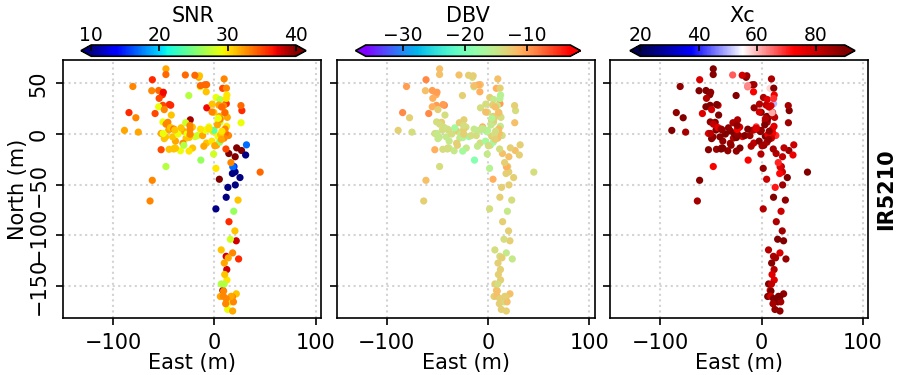 SNR DBV Xc
10 20 30 40 −30 −20 −10 20 40 60 80
50
0
−50
−100
−150
North (m)
−100 0 100 −100 0 100 −100 0 100
East (m) East (m) East (m)
IR5210